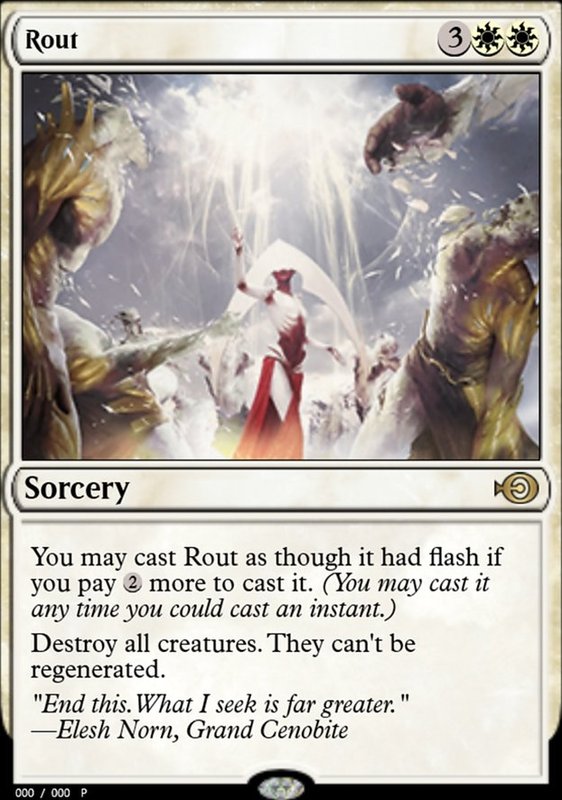 Rout 3
Sorcery
You may cast Rout as though it had flash if
you pay 2 more to cast it. (You may cast it
any time you could cast an instant.)
Destroy all creatures. They can't be
regenerated.
"End this. What I seek is far greater."
—Elesh Norn, Grand Cenobite
000 / 000 P